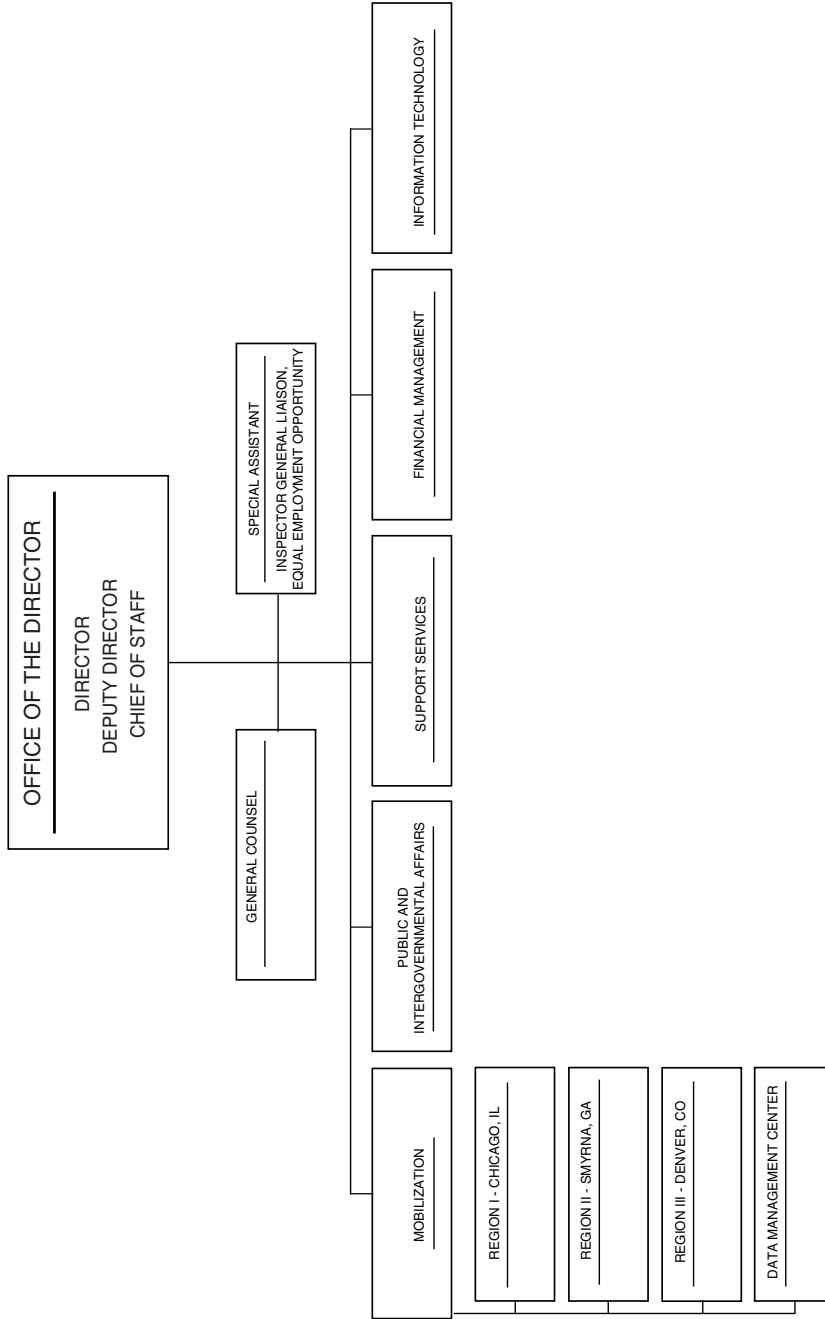 OFFICE OF THE DIRECTOR
DIRECTOR
DEPUTY DIRECTOR
CHIEF OF STAFF
GENERAL COUNSEL
SPECIAL ASSISTANT
INSPECTOR GENERAL LIAISON,
EQUAL EMPLOYMENT OPPORTUNITY
MOBILIZATION
PUBLIC AND
INTERGOVERNMENTAL AFFAIRS
SUPPORT SERVICES
FINANCIAL MANAGEMENT
INFORMATION TECHNOLOGY
REGION I - CHICAGO, IL
REGION II - SMYRNA, GA
REGION III - DENVER, CO
DATA MANAGEMENT CENTER